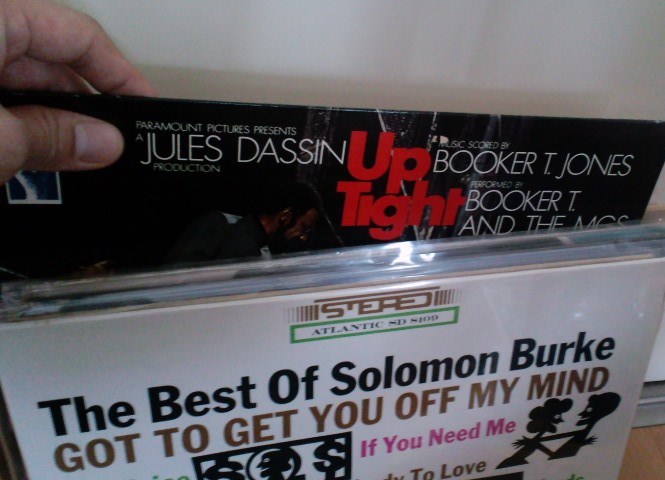 PARAMOUNT PICTURES PRESENTS
A JULES DASSIN
PRODUCTION
Up
Tight
MUSIC SCORED BY
BOOKER T. JONES
PERFORMED BY
BOOKER T.
AND THE MGS
STEREO
ATLANTIC SD 8109
The Best Of Solomon Burke
GOT TO GET YOU OFF MY MIND
If You Need Me
To Love